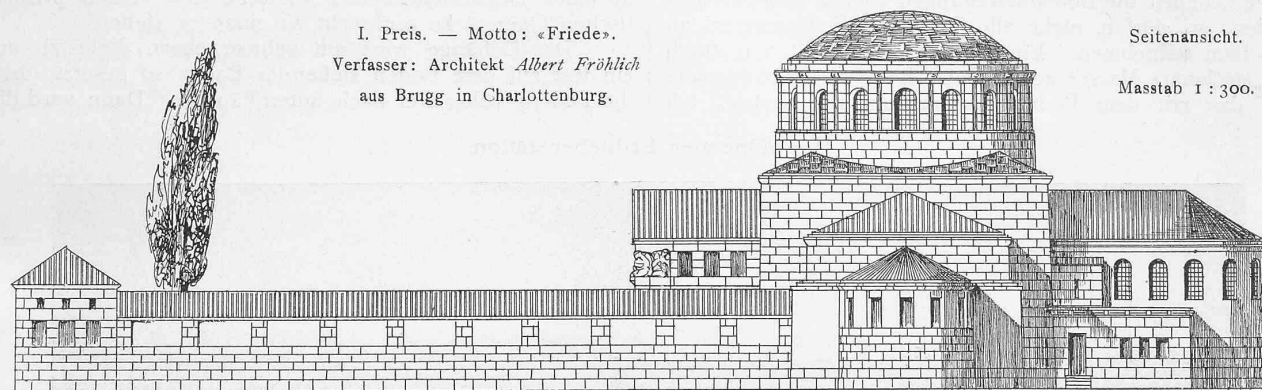 I. Preis. — Motto: «Friede».
Verfasser: Architekt Albert Fröhlich
aus Brugg in Charlottenburg.
Seitenansicht.
Masstab 1 : 300.